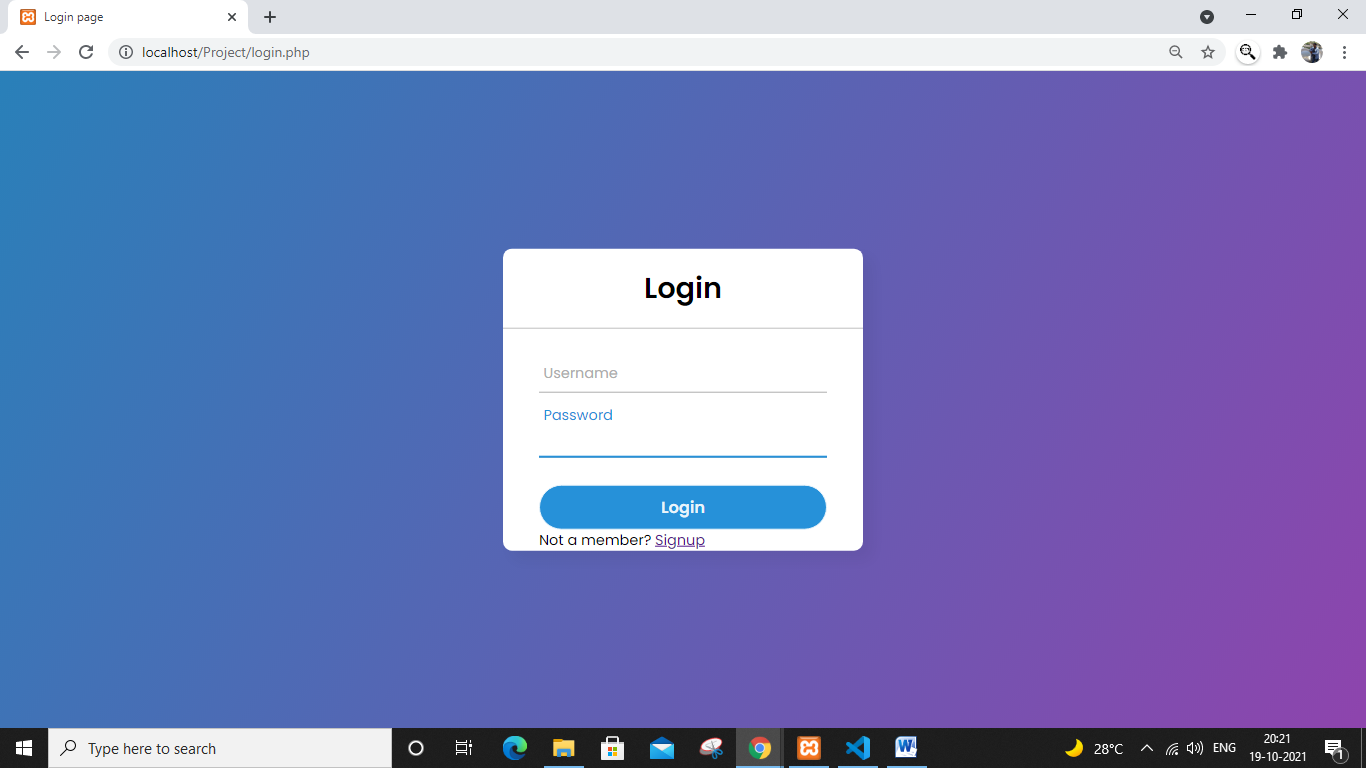 Login page
localhost/Project/login.php
Login
Username
Password
Login
Not a member? Signup
Type here to search
28°C
ENG
20:21
19-10-2021
1